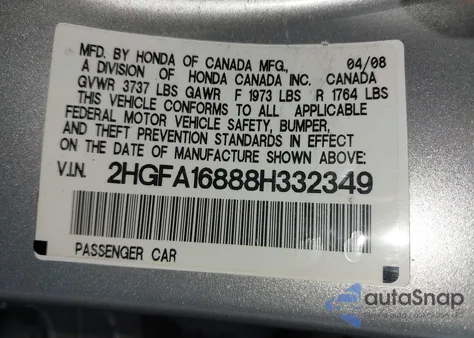 MFD. BY HONDA OF CANADA MFG., 04/08
A DIVISION OF HONDA CANADA INC. CANADA
GVWR 3737 LBS GAWR F 1973 LBS R 1764 LBS
THIS VEHICLE CONFORMS TO ALL APPLICABLE
FEDERAL MOTOR VEHICLE SAFETY, BUMPER,
AND THEFT PREVENTION STANDARDS IN EFFECT
ON THE DATE OF MANUFACTURE SHOWN ABOVE:
V.I.N. 2HGFA16888H332349
PASSENGER CAR
autoSnap